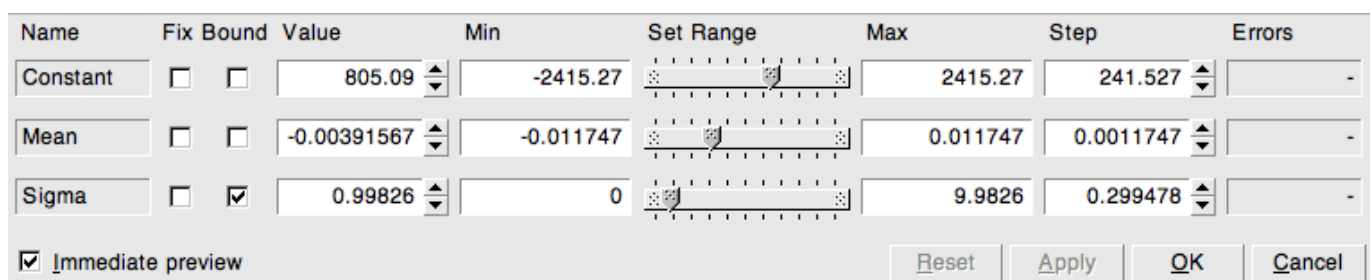 Name Fix Bound Value Min Set Range Max Step Errors
Constant 805.09 -2415.27 2415.27 241.527 -
Mean -0.00391567 -0.011747 0.011747 0.0011747 -
Sigma 0.99826 0 9.9826 0.299478 -
Immediate preview Reset Apply OK Cancel